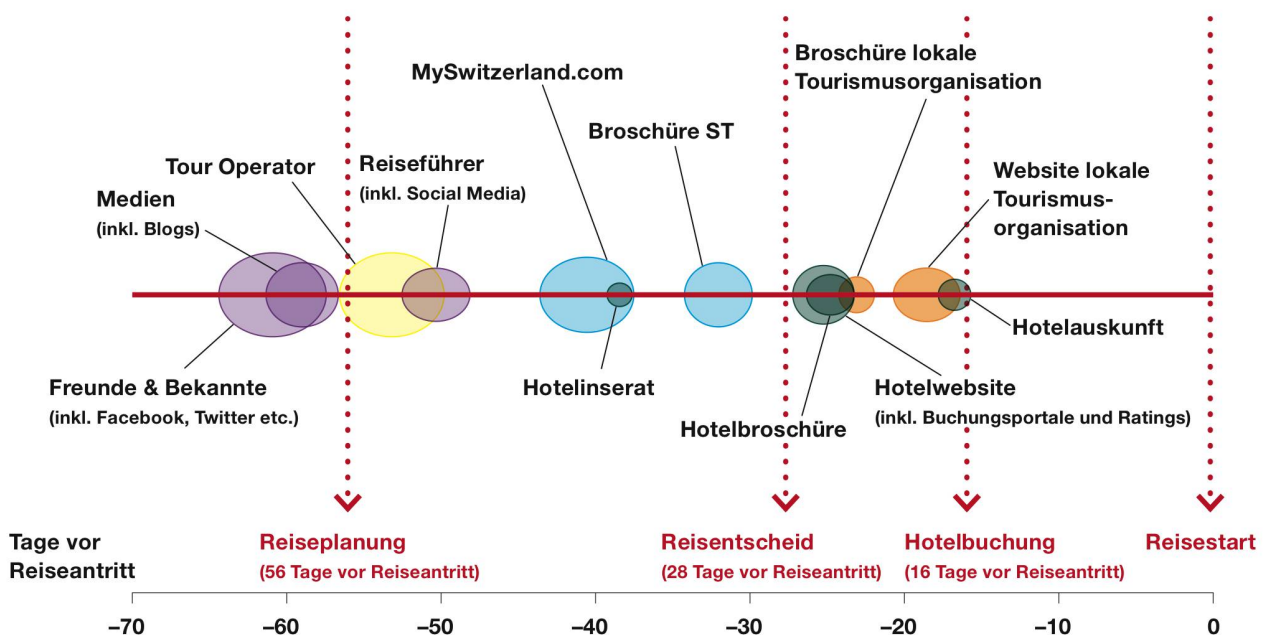 Broschüre lokale
Tourismusorganisation
MySwitzerland.com
Broschüre ST
Tour Operator
Reiseführer
(inkl. Social Media)
Medien
(inkl. Blogs)
Website lokale
Tourismus-
organisation
Hotelauskunft
Freunde & Bekannte
(inkl. Facebook, Twitter etc.)
Hotelinserat
Hotelbroschüre
Hotelwebsite
(inkl. Buchungsportale und Ratings)
Tage vor
Reiseantritt
Reiseplanung
(56 Tage vor Reiseantritt)
Reisentscheid
(28 Tage vor Reiseantritt)
Hotelbuchung
(16 Tage vor Reiseantritt)
Reisestart
–70 –60 –50 –40 –30 –20 –10 0